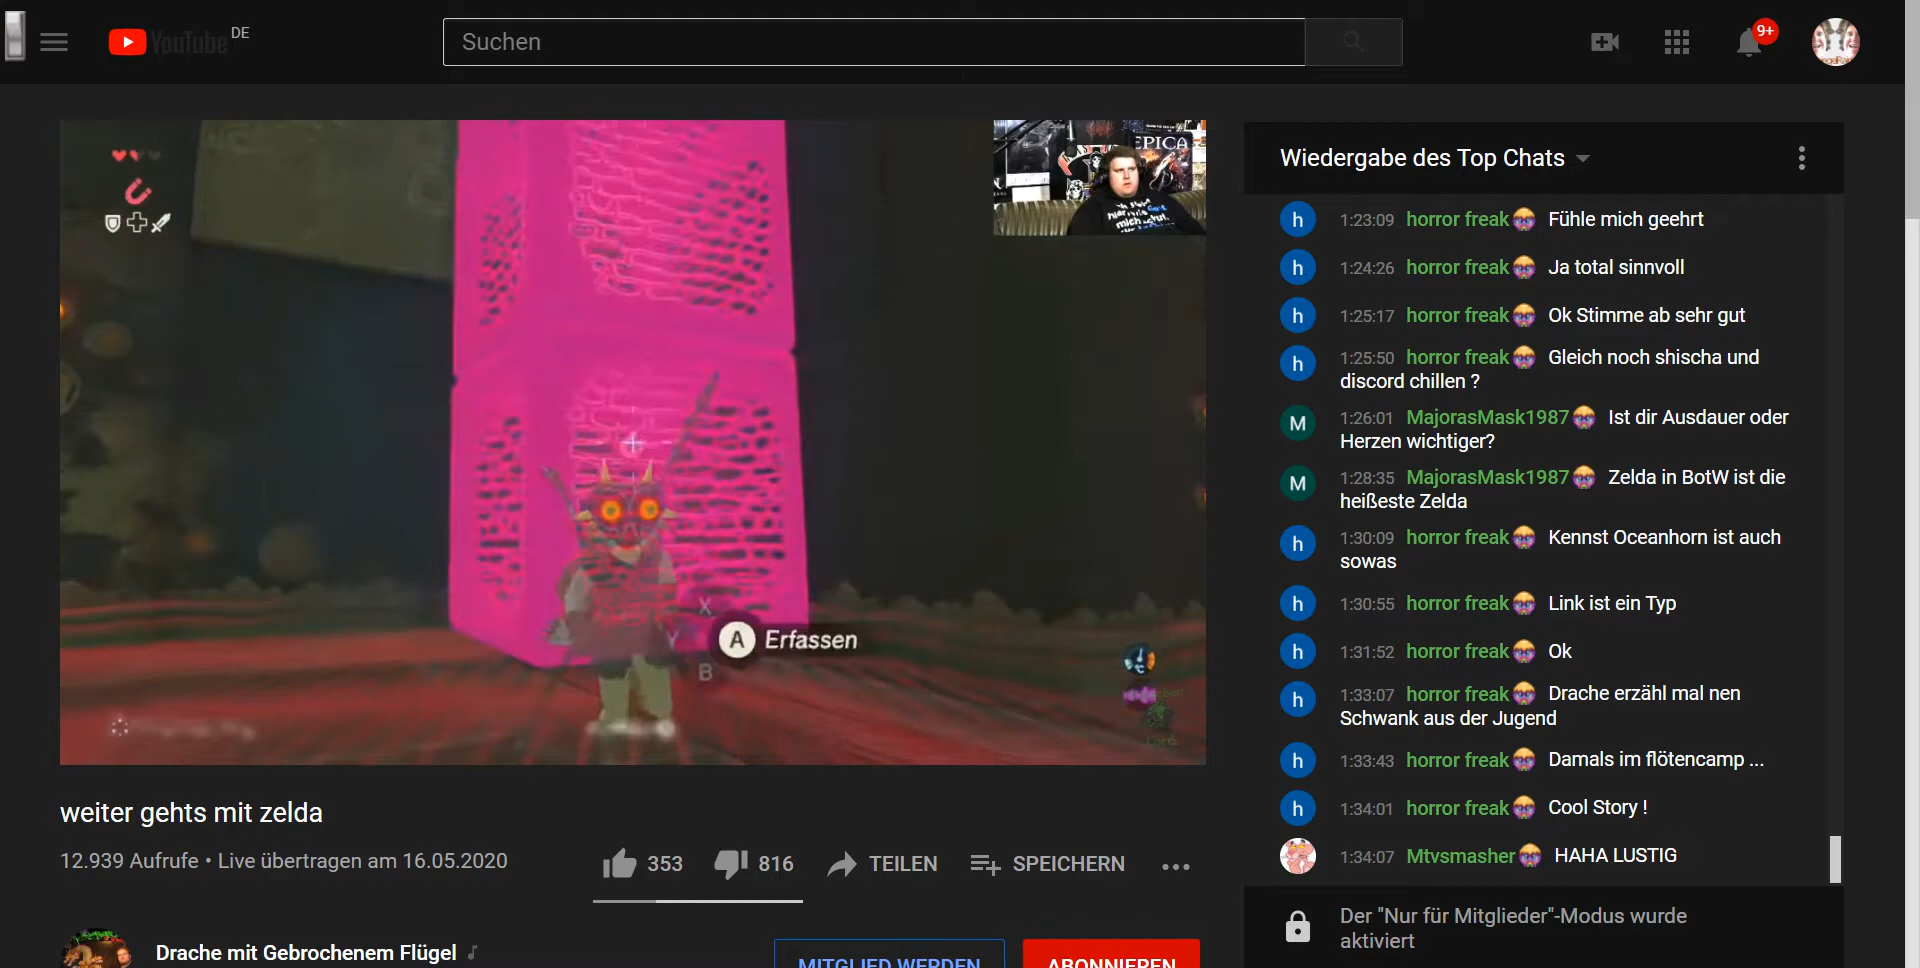 YouTube DE
Suchen
9+
EPICA
A Erfassen
X
Y
B
weiter gehts mit zelda
12.939 Aufrufe • Live übertragen am 16.05.2020
353 816 TEILEN SPEICHERN ...
Drache mit Gebrochenem Flügel
MITGLIED WERDEN ABONNIEREN
Wiedergabe des Top Chats
h 1:23:09 horror freak Fühle mich geehrt
h 1:24:26 horror freak Ja total sinnvoll
h 1:25:17 horror freak Ok Stimme ab sehr gut
h 1:25:50 horror freak Gleich noch shischa und
discord chillen ?
M 1:26:01 MajorasMask1987 Ist dir Ausdauer oder
Herzen wichtiger?
M 1:28:35 MajorasMask1987 Zelda in BotW ist die
heißeste Zelda
h 1:30:09 horror freak Kennst Oceanhorn ist auch
sowas
h 1:30:55 horror freak Link ist ein Typ
h 1:31:52 horror freak Ok
h 1:33:07 horror freak Drache erzähl mal nen
Schwank aus der Jugend
h 1:33:43 horror freak Damals im flötencamp ...
h 1:34:01 horror freak Cool Story !
1:34:07 Mtvsmasher HAHA LUSTIG
Der "Nur für Mitglieder"-Modus wurde
aktiviert